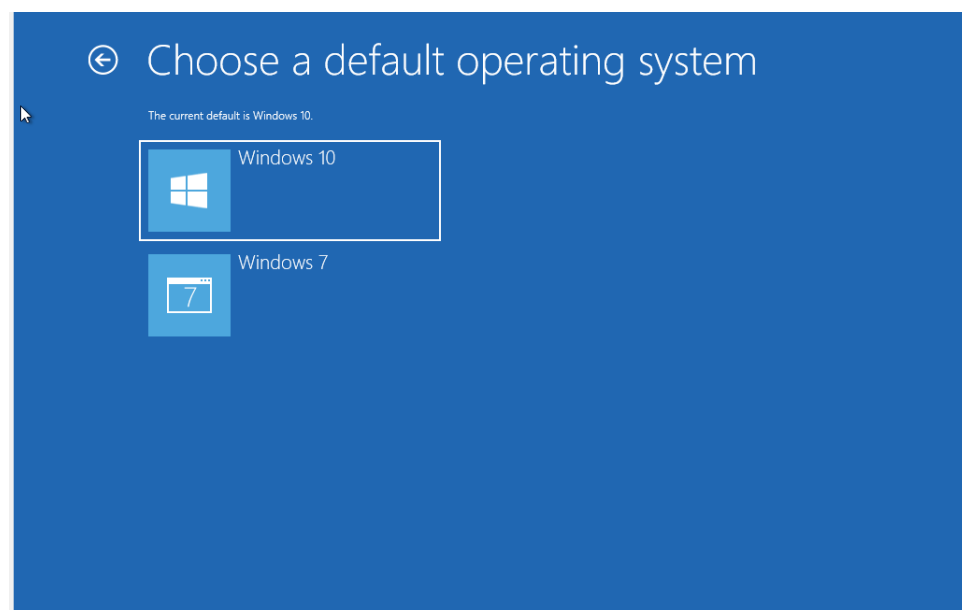 Choose a default operating system
The current default is Windows 10.
Windows 10
Windows 7
7